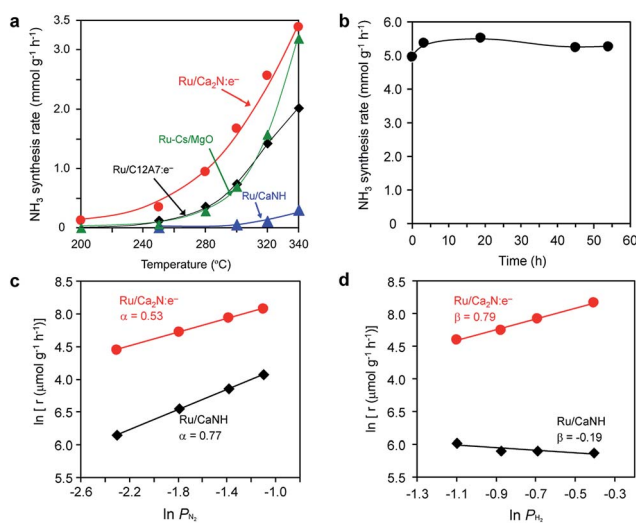 a
NH₃ synthesis rate (mmol g⁻¹ h⁻¹)
3.5
3.0
2.0
1.0
0
Ru/Ca₂N:e⁻
Ru-Cs/MgO
Ru/C12A7:e⁻
Ru/CaNH
200 240 280 320 340
Temperature (ºC)
b
NH₃ synthesis rate (mmol g⁻¹ h⁻¹)
6.0
5.0
4.0
3.0
2.0
1.0
0
0 10 20 30 40 50 60
Time (h)
c
ln [ r (μmol g⁻¹ h⁻¹)]
8.5
8.0
4.5
4.0
6.5
6.0
5.5
Ru/Ca₂N:e⁻
α = 0.53
Ru/CaNH
α = 0.77
-2.6 -2.2 -1.8 -1.4 -1.0
ln P_N₂
d
ln [ r (μmol g⁻¹ h⁻¹)]
8.5
8.0
4.5
4.0
6.5
6.0
5.5
Ru/Ca₂N:e⁻
β = 0.79
Ru/CaNH
β = -0.19
-1.3 -1.1 -0.9 -0.7 -0.5 -0.3
ln P_H₂